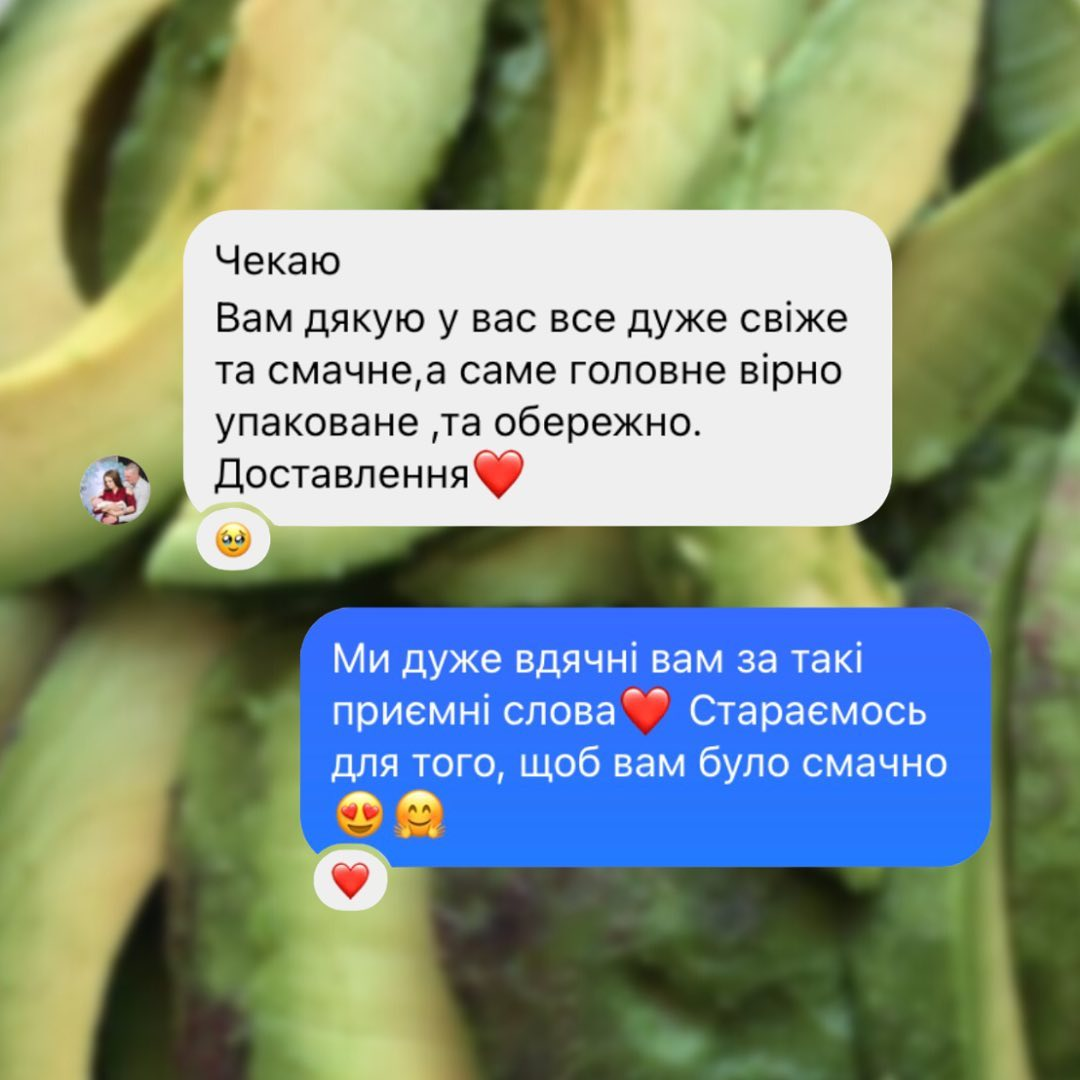 Чекаю
Вам дякую у вас все дуже свіже
та смачне,а саме головне вірно
упаковане ,та обережно.
Доставлення❤️
🥹
Ми дуже вдячні вам за такі
приємні слова❤️ Стараємось
для того, щоб вам було смачно
😍🤗
❤️